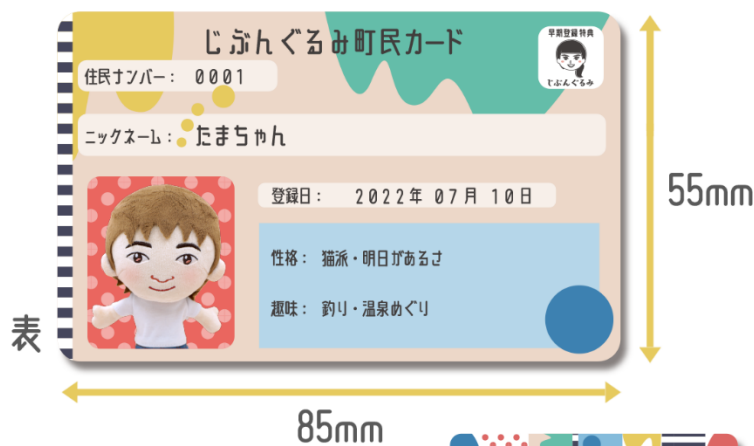 じぶんぐるみ町民カード
早期登録特典
じぶんぐるみ
住民ナンバー： 0001
ニックネーム： たまちゃん
登録日： 2022年 07月 10日
性格： 猫派・明日があるさ
趣味： 釣り・温泉めぐり
55mm
表
85mm